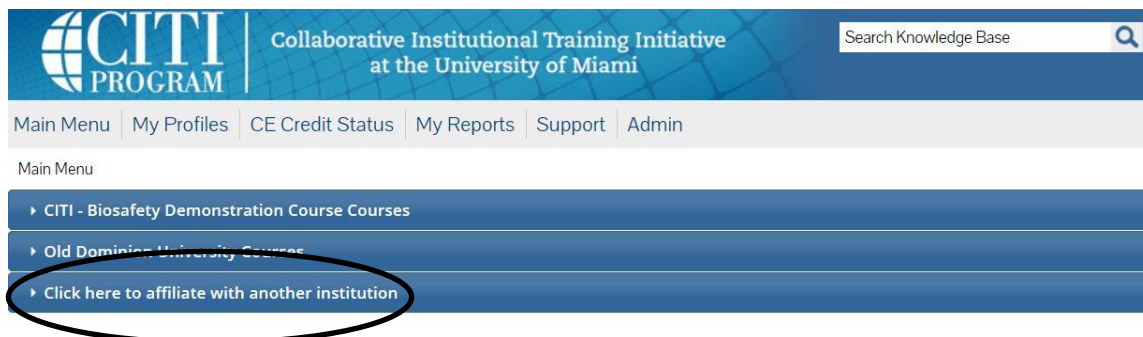 CITI
PROGRAM
Collaborative Institutional Training Initiative
at the University of Miami
Search Knowledge Base
Main Menu My Profiles CE Credit Status My Reports Support Admin
Main Menu
CITI - Biosafety Demonstration Course Courses
Old Dominion University Courses
Click here to affiliate with another institution